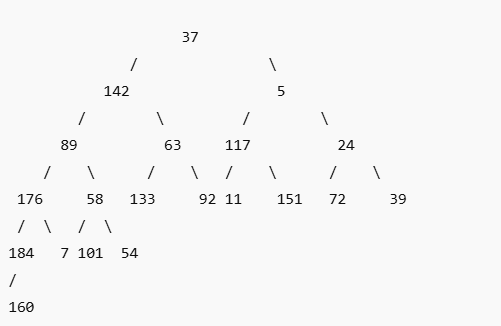 37
/ \
142 5
/ \ / \
89 63 117 24
/ \ / \ / \ / \
176 58 133 92 11 151 72 39
/ \ / \
184 7 101 54
/
160